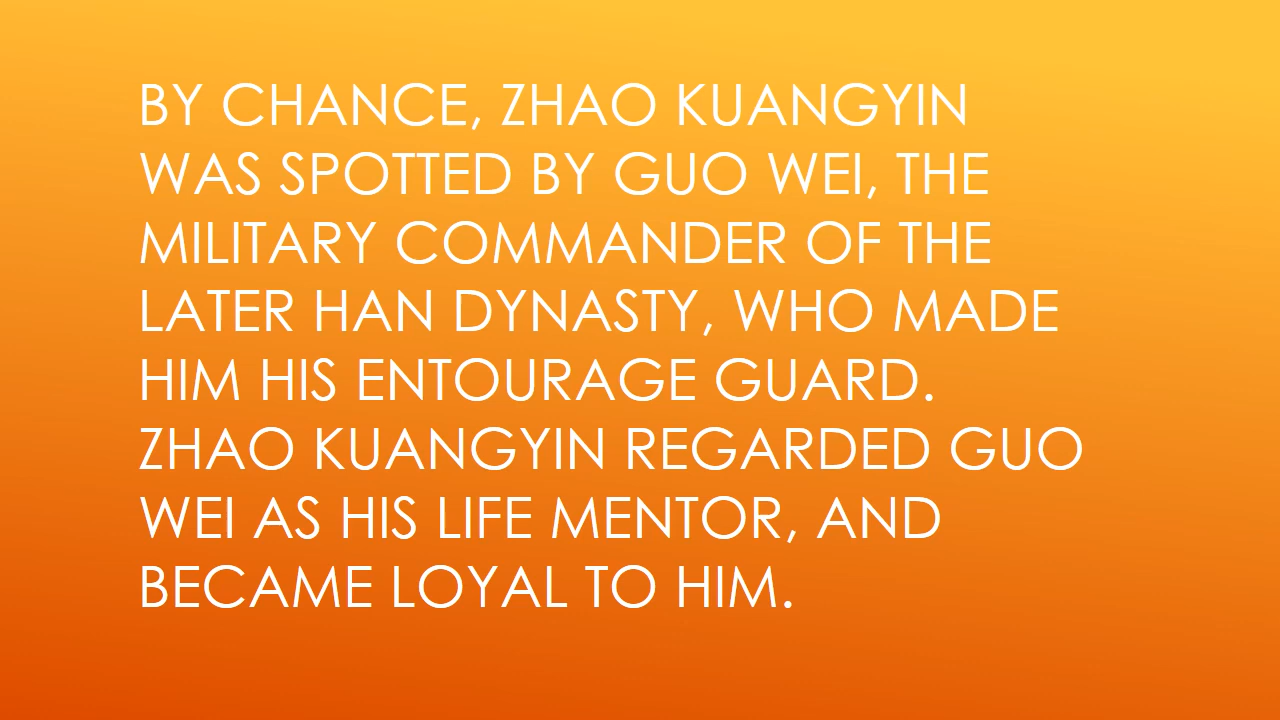 BY CHANCE, ZHAO KUANGYIN
WAS SPOTTED BY GUO WEI, THE
MILITARY COMMANDER OF THE
LATER HAN DYNASTY, WHO MADE
HIM HIS ENTOURAGE GUARD.
ZHAO KUANGYIN REGARDED GUO
WEI AS HIS LIFE MENTOR, AND
BECAME LOYAL TO HIM.